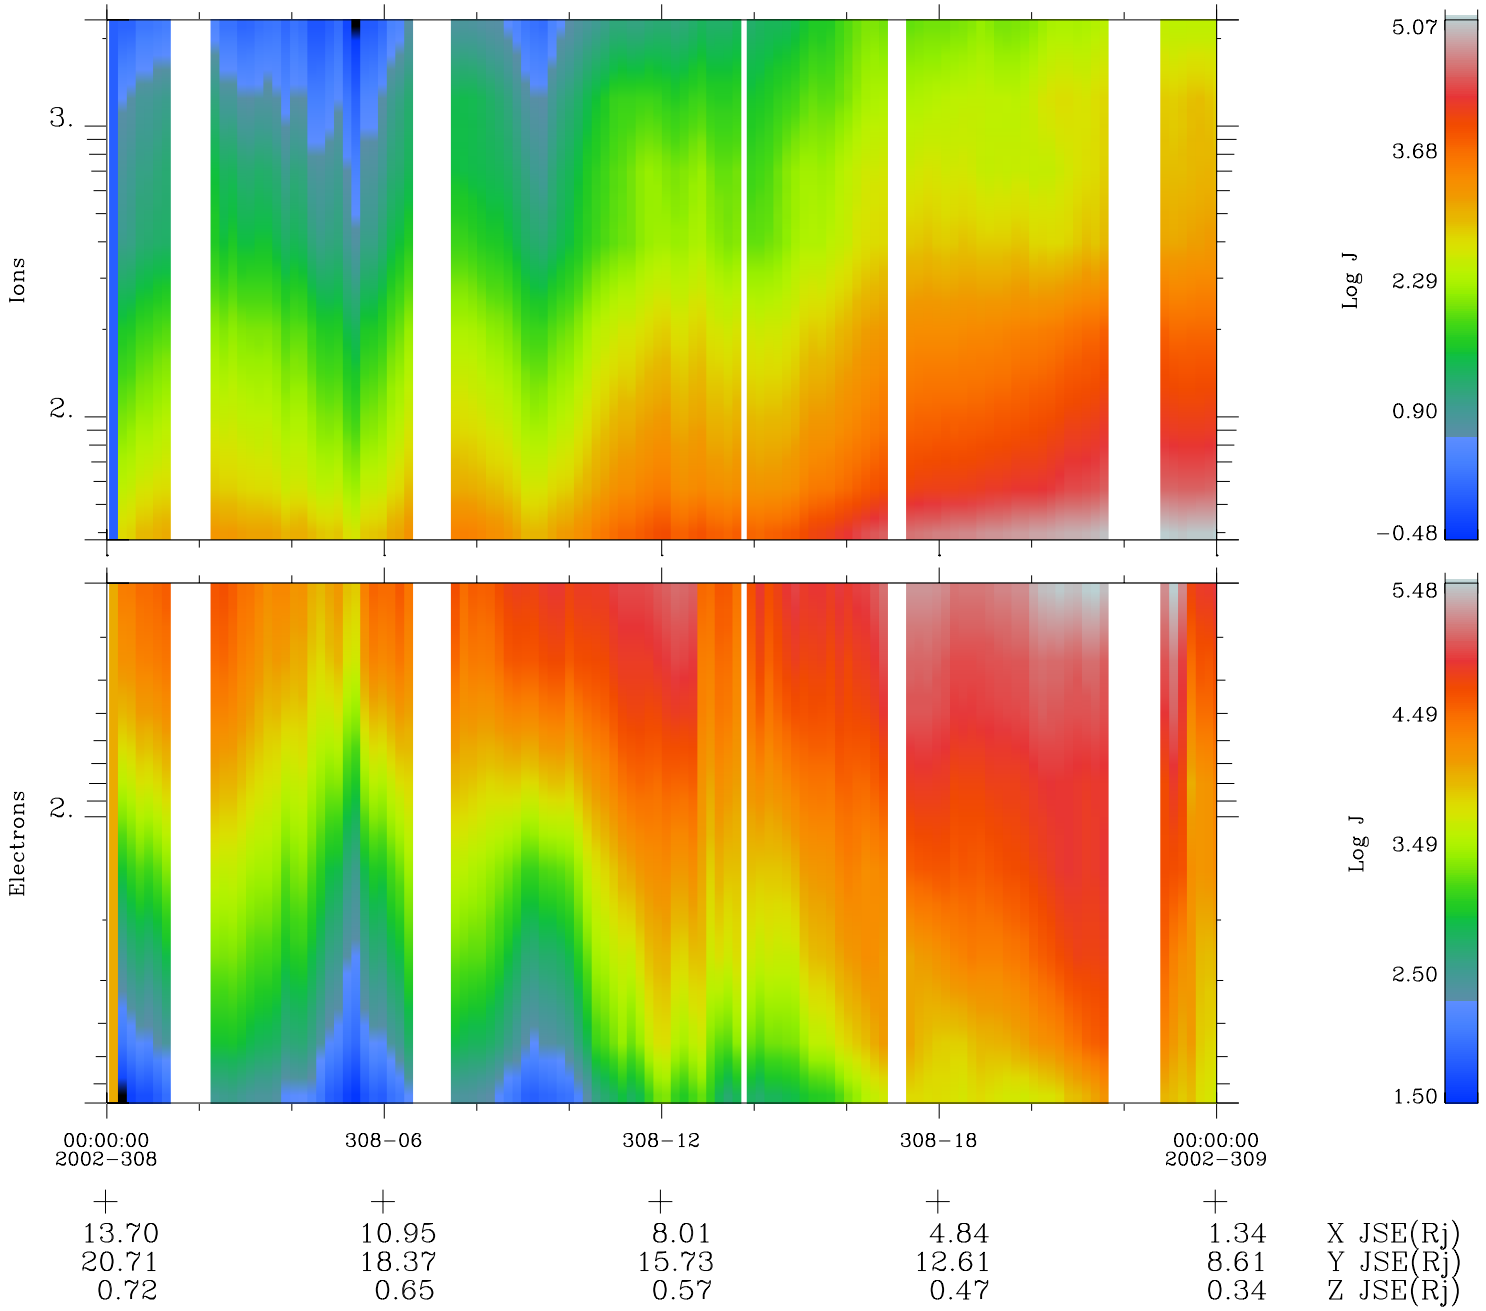 5.07
3.
3.68
Ions
Log J
2.29
2.
0.90
−0.48
5.48
4.49
2.
Electrons
Log J
3.49
2.50
1.50
00:00:00 308−06 308−12 308−18 00:00:00
2002−308 2002−309
13.70 10.95 8.01 4.84 1.34 X JSE(Rj)
20.71 18.37 15.73 12.61 8.61 Y JSE(Rj)
0.72 0.65 0.57 0.47 0.34 Z JSE(Rj)